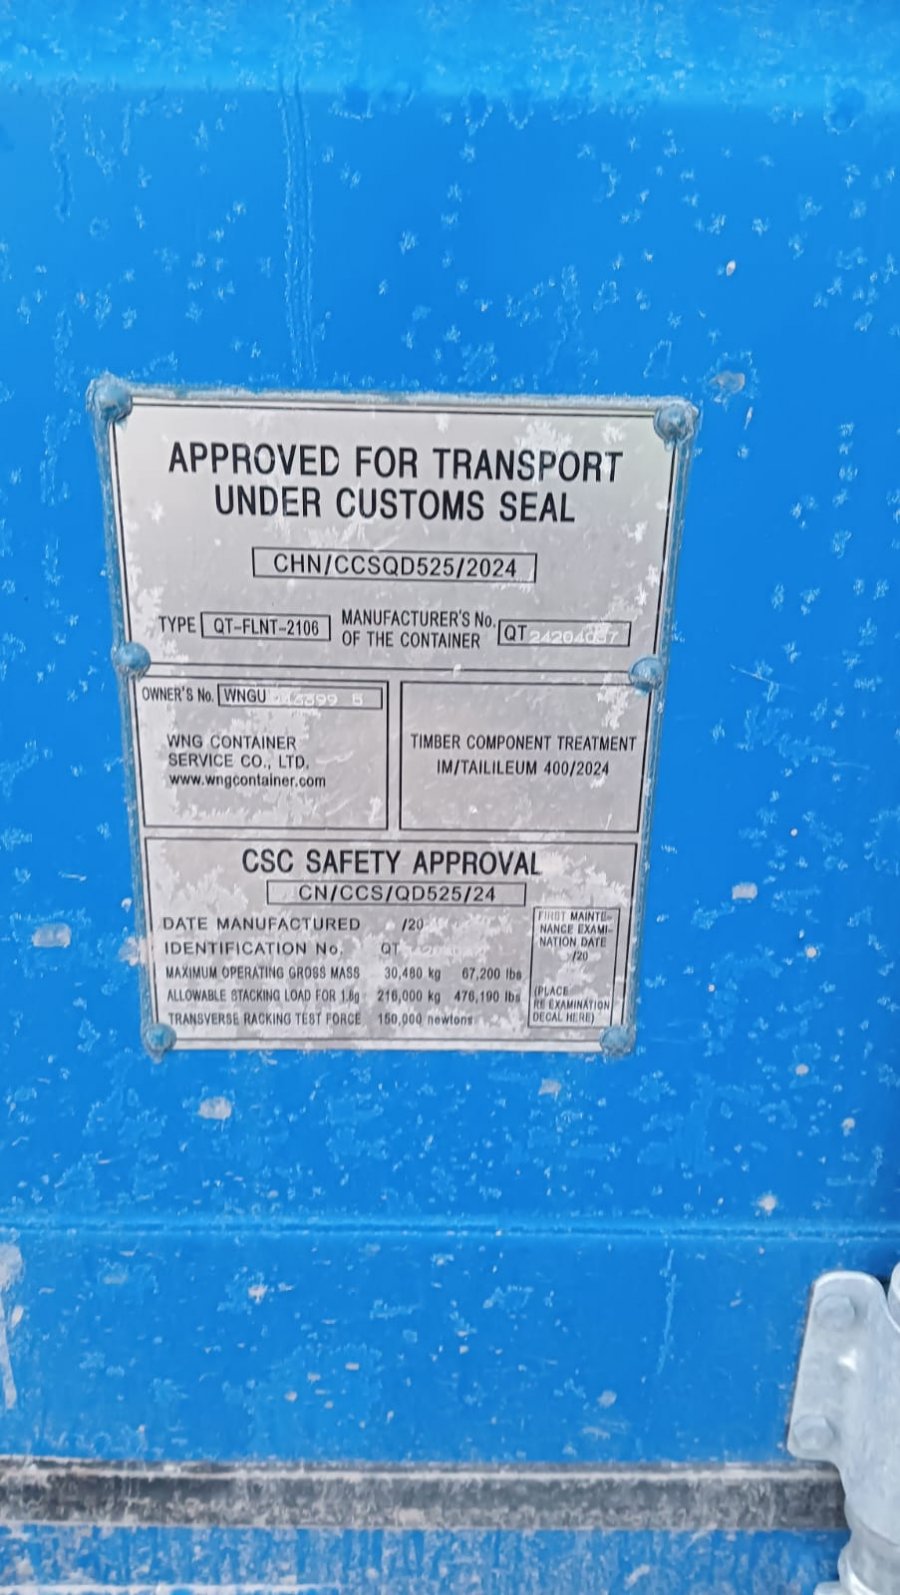 APPROVED FOR TRANSPORT
UNDER CUSTOMS SEAL
CHN/CCSQD525/2024
TYPE QT-FLNT-2106 MANUFACTURER'S No.
OF THE CONTAINER QT
OWNER'S No. WNGU
WNG CONTAINER
SERVICE CO., LTD.
www.wngcontainer.com
TIMBER COMPONENT TREATMENT
IM/TAILILEUM 400/2024
CSC SAFETY APPROVAL
CN/CCS/QD525/24
DATE MANUFACTURED /20
IDENTIFICATION No. QT
MAXIMUM OPERATING GROSS MASS 30,480 kg 67,200 lbs
ALLOWABLE STACKING LOAD FOR 1.8g 216,000 kg 476,190 lbs
TRANSVERSE RACKING TEST FORCE 150,000 newtons
FIRST MAINTE-
NANCE EXAMI-
NATION DATE
/20
(PLACE
RE EXAMINATION
DECAL HERE)